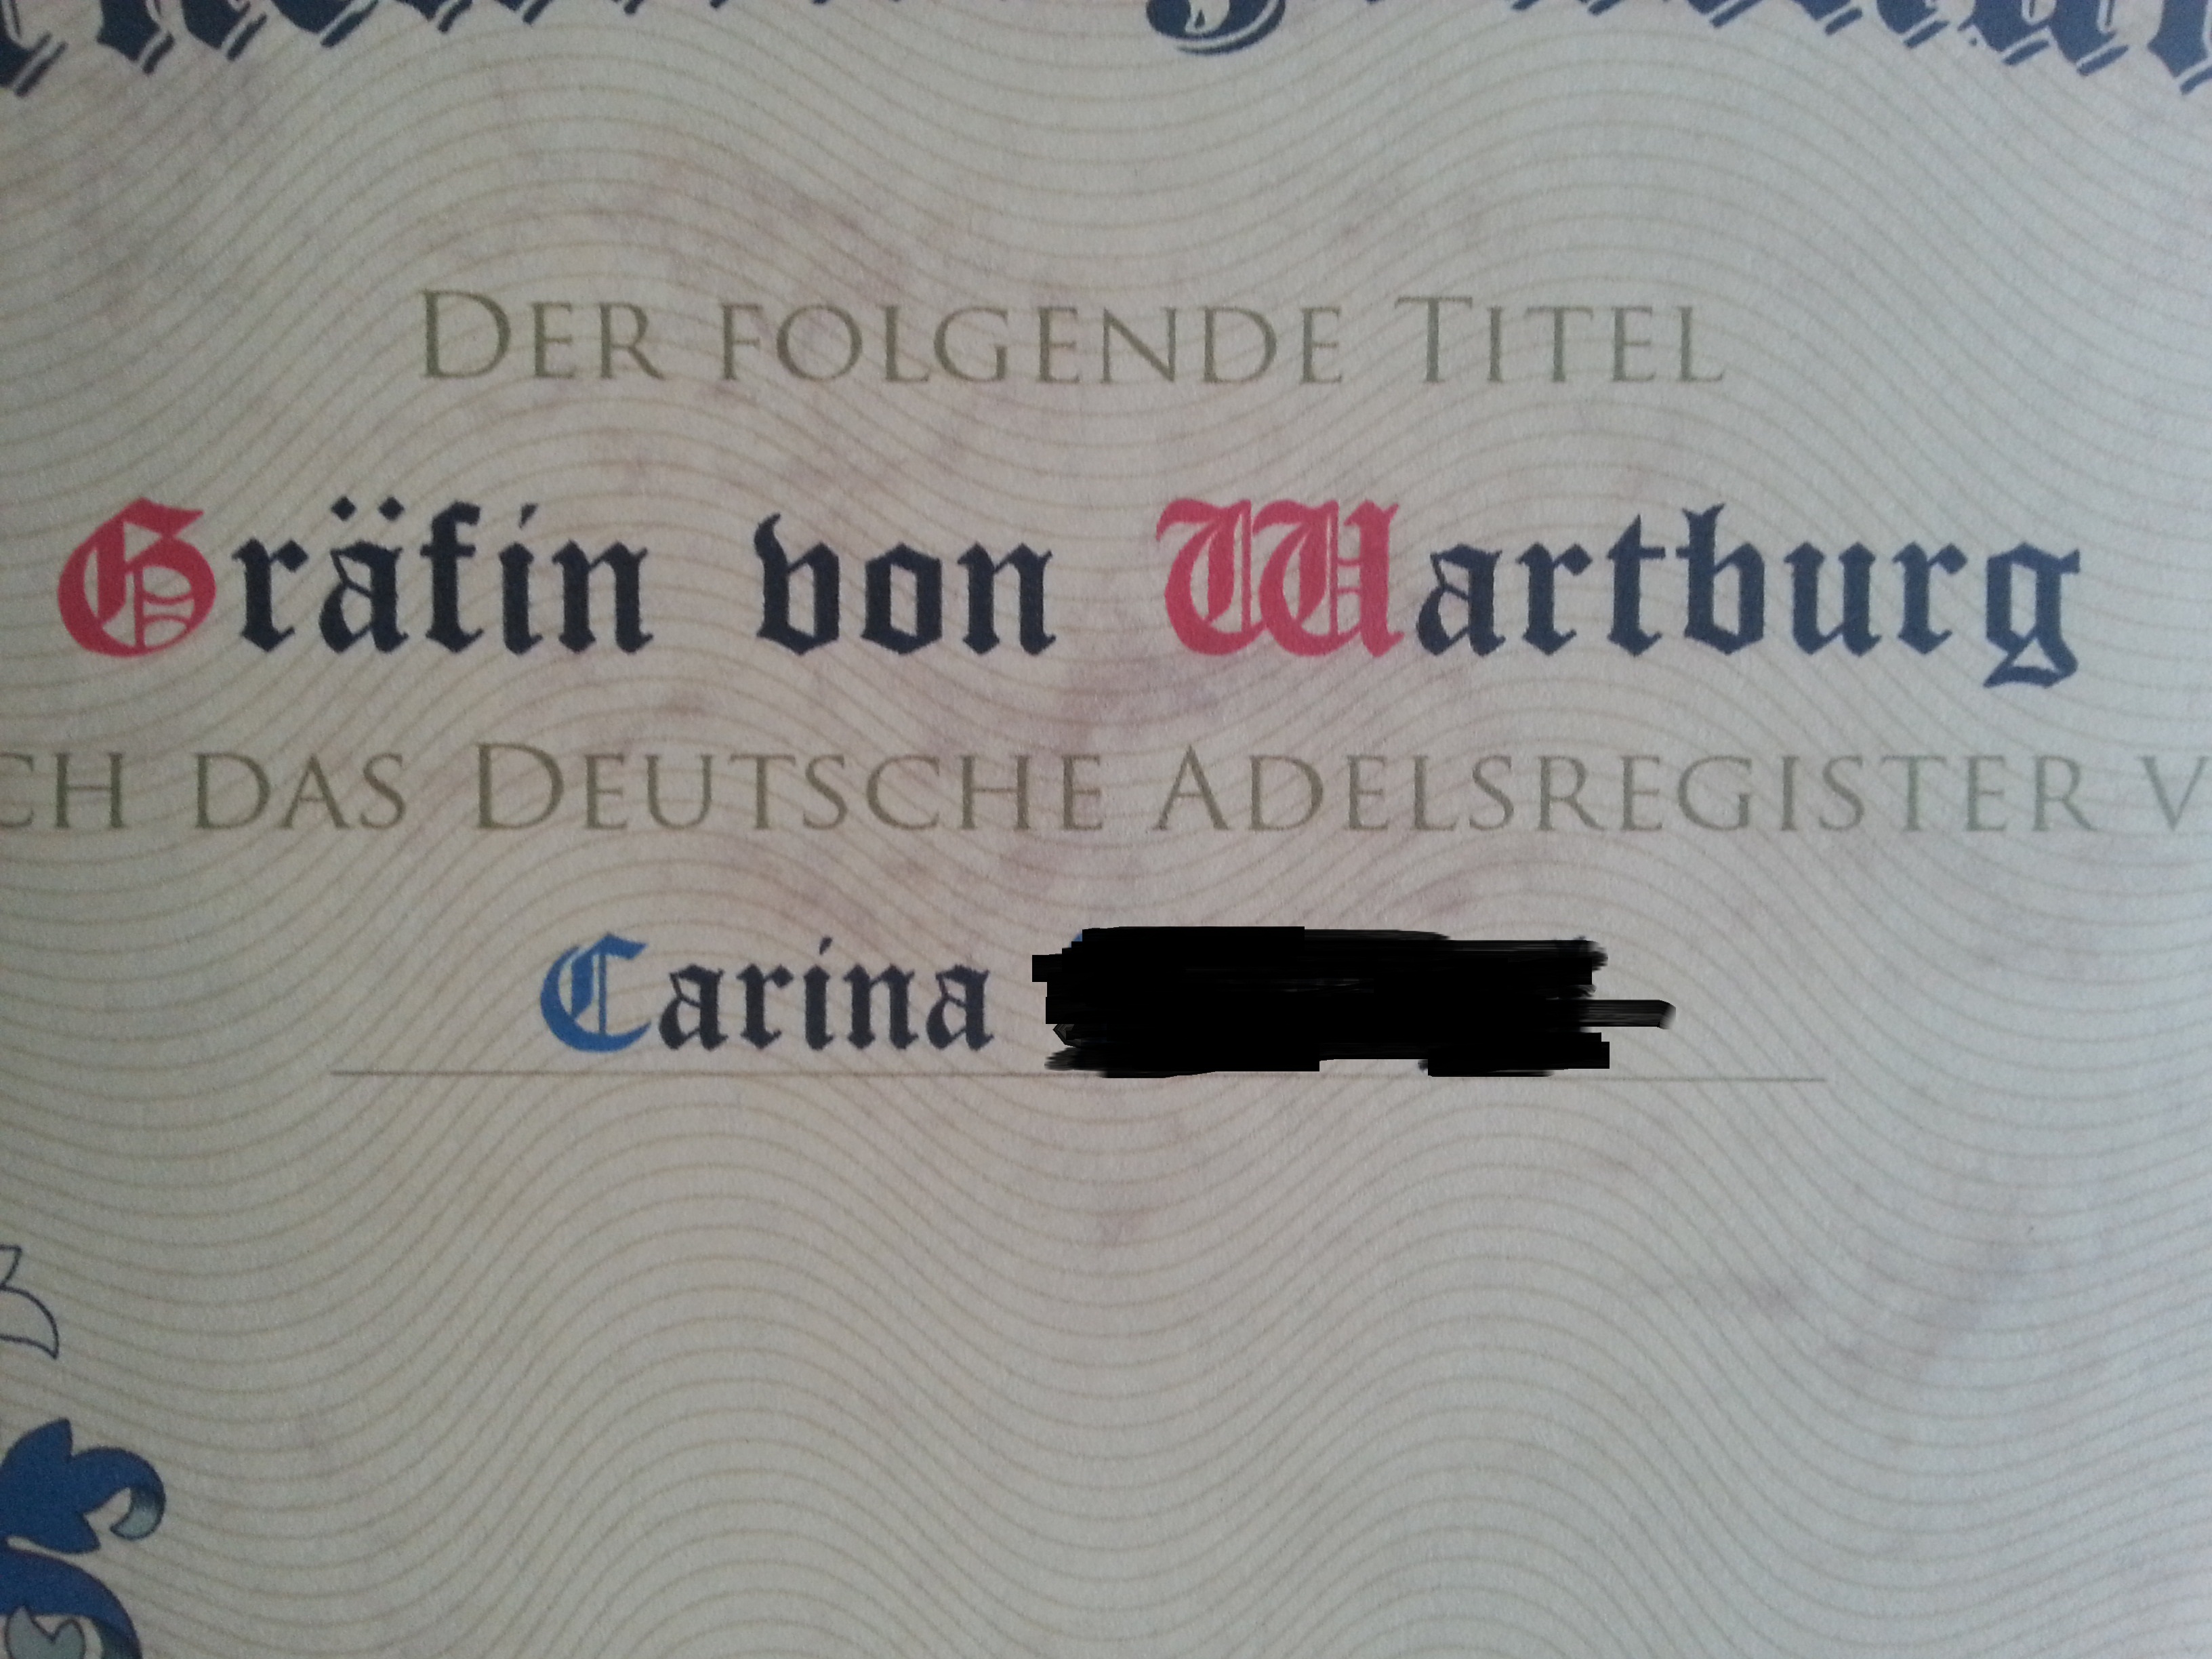 Der folgende Titel
Gräfin von Wartburg
das Deutsche Adelsregister
Carina